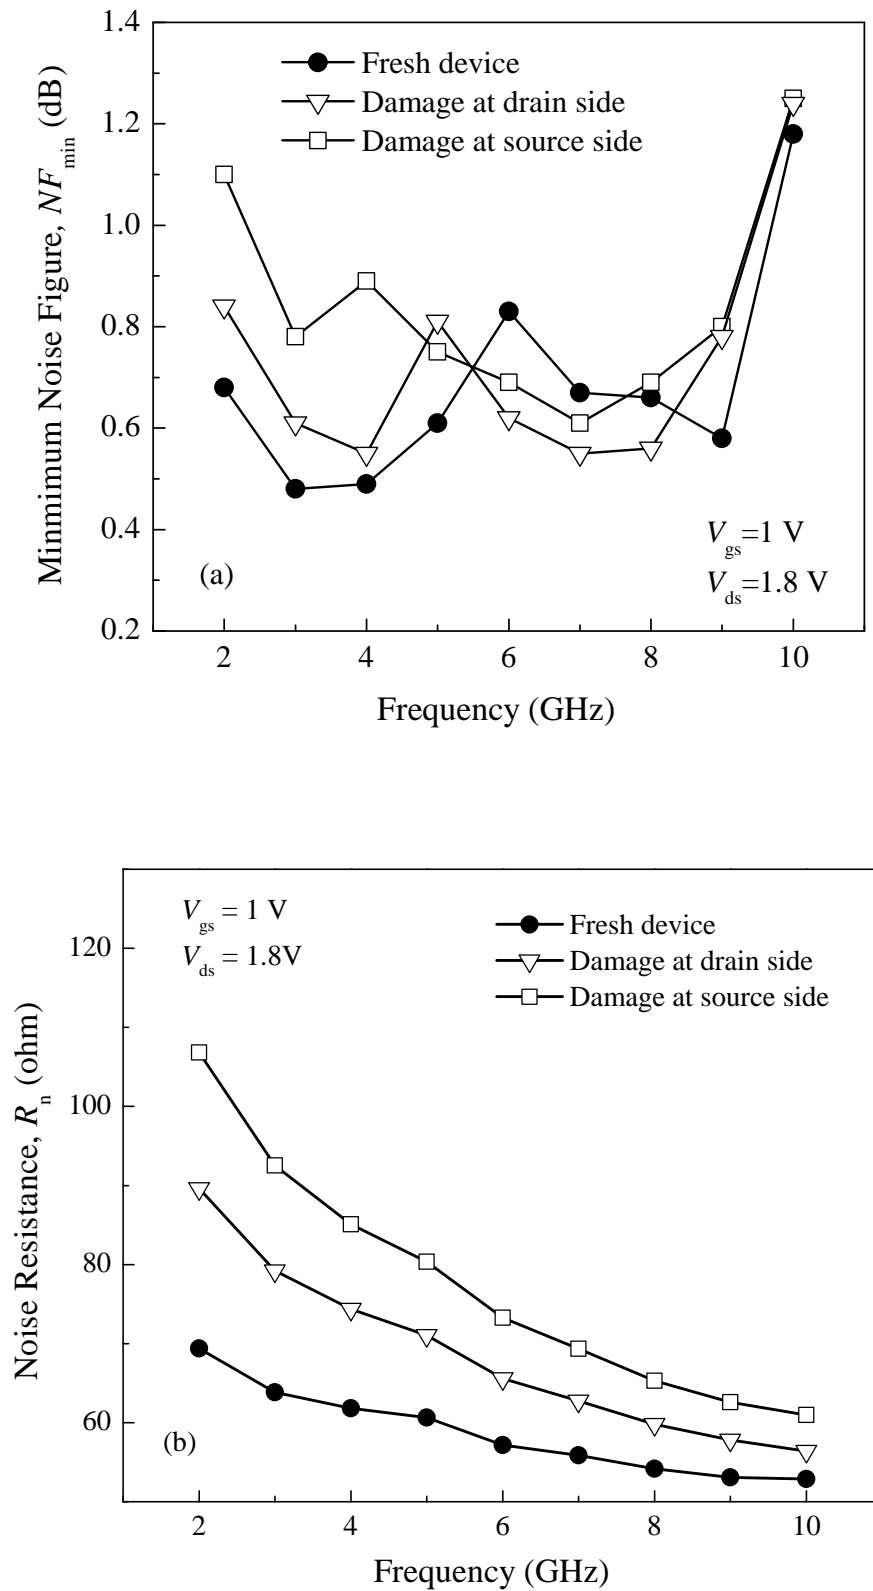 1.4
1.2
1.0
0.8
0.6
0.4
0.2
Minmimum Noise Figure, NFmin (dB)
Fresh device
Damage at drain side
Damage at source side
Vgs=1 V
Vds=1.8 V
(a)
2 4 6 8 10
Frequency (GHz)
120
100
80
60
Noise Resistance, Rn (ohm)
Vgs = 1 V
Vds = 1.8V
Fresh device
Damage at drain side
Damage at source side
(b)
2 4 6 8 10
Frequency (GHz)